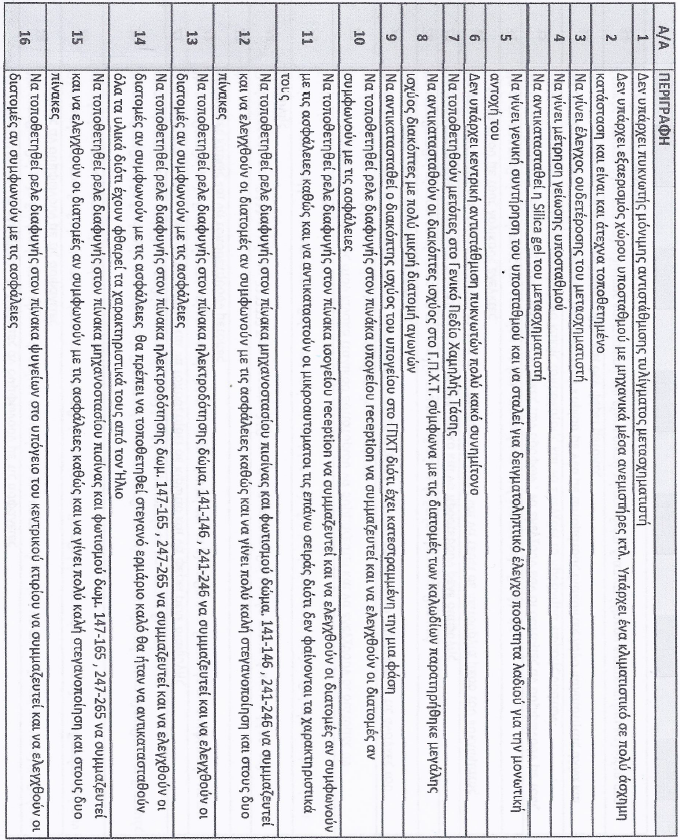 Α/Α ΠΕΡΙΓΡΑΦΗ
1 Δεν υπάρχει πυκνωτής μόνιμης αντιστάθμισης τυλίγματος μετασχηματιστή
Δεν υπάρχει εξαερισμός χώρου υποσταθμού με μηχανικά μέσα ανεμιστήρες κτλ. Υπάρχει ένα κλιματιστικό σε πολύ άσχημη
2 κατάσταση και είναι και άτεχνα τοποθετημένο
3 Να γίνει έλεγχος ουδετέρωσης του μετασχηματιστή
4 Να γίνει μέτρηση γείωσης υποσταθμού
Να αντικατασταθεί η Silica gel του μετασχηματιστή
5 Να γίνει γενική συντήρηση του υποσταθμού και να σταλεί για δειγματοληπτικό έλεγχο ποσότητα λαδιού για την μονωτική
αντοχή του
6 Δεν υπάρχει κεντρική αντιστάθμιση πυκνωτών πολύ κακό συνημίτονο
7 Να τοποθετηθούν μετόπες στο Γενικό Πεδίο Χαμηλής Τάσης
8 Να αντικατασταθούν οι διακόπτες ισχύος στο Γ.Π.Χ.Τ. σύμφωνα με τις διατομές των καλωδίων παρατηρήθηκε μεγάλης
ισχύος διακόπτες με πολύ μικρή διατομή αγωγών
9 Να αντικατασταθεί ο διακόπτης ισχύος του υπογείου στο ΓΠΧΤ διότι έχει κατεστραμμένη την μια φάση
10 Να τοποθετηθεί ρελε διαφυγής στον πινάκα υπογείου reception να συμμαζευτεί και να ελεγχθούν οι διατομές αν
συμφωνούν με τις ασφάλειες
Να τοποθετηθεί ρελε διαφυγής στον πίνακα ισογείου reception να συμμαζευτεί και να ελεγχθούν οι διατομές αν συμφωνούν
11 με τις ασφάλειες καθώς και να αντικατασταούν οι μικροαυτοματοι τις επάνω σειράς διότι δεν φαίνονται τα χαρακτηριστικά
τους
Να τοποθετηθεί ρελε διαφυγής στον πίνακα μηχανοστασίου πισίνας και φωτισμού δώμα. 141-146 , 241-246 να συμμαζευτεί
12 και να ελεγχθούν οι διατομές αν συμφωνούν με τις ασφάλειες καθώς και να γίνει πολύ καλή στεγανοποίηση και στους δυο
πίνακες
13 Να τοποθετηθεί ρελε διαφυγής στον πίνακα ηλεκτροδότησης δώμα. 141-146 , 241-246 να συμμαζευτεί και να ελεγχθούν οι
διατομές αν συμφωνούν με τις ασφάλειες
Να τοποθετηθεί ρελε διαφυγής στον πίνακα ηλεκτροδότησης δωμ. 147-165 , 247-265 να συμμαζευτεί και να ελεγχθούν οι
14 διατομές αν συμφωνούν με τις ασφάλειες θα πρέπει να τοποθετηθεί στεγανό ερμάριο καλό θα ήταν να αντικατασταθούν
όλα τα υλικά διότι έχουν φθαρεί τα χαρακτηριστικά τους από τον Ήλιο
Να τοποθετηθεί ρελε διαφυγής στον πίνακα μηχανοστασίου πισίνας και φωτισμού δωμ. 147-165 , 247-265 να συμμαζευτεί
15 και να ελεγχθούν οι διατομές αν συμφωνούν με τις ασφάλειες καθώς και να γίνει πολύ καλή στεγανοποίηση και στους δυο
πίνακες
16 Να τοποθετηθεί ρελε διαφυγής στον πίνακα ψυγείων στο υπόγειο του κεντρικού κτιρίου να συμμαζευτεί και να ελεγχθούν οι
διατομές αν συμφωνούν με τις ασφάλειες